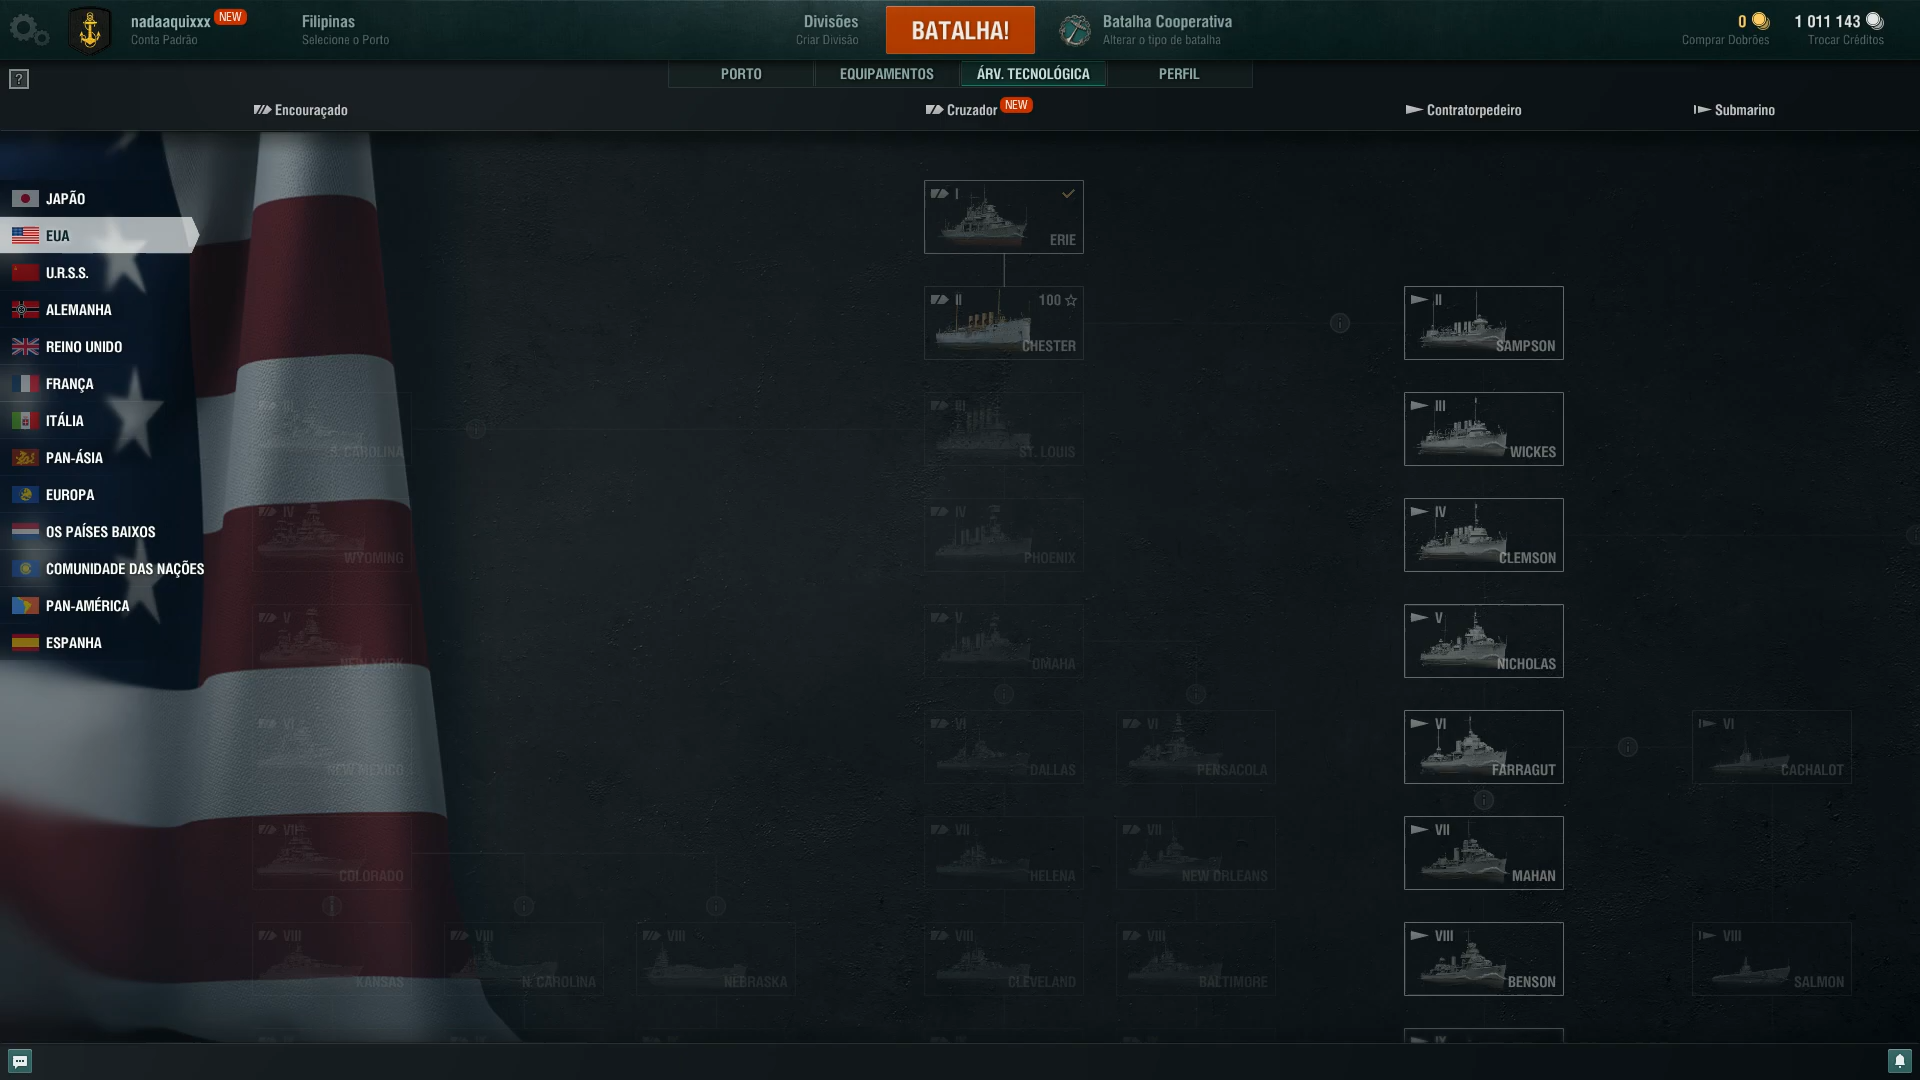 nadaaquixxx NEW
Conta Padrão
Filipinas
Selecione o Porto
Divisões
Criar Divisão
BATALHA!
Batalha Cooperativa
Alterar o tipo de batalha
0
Comprar Dobrões
1 011 143
Trocar Créditos
?
PORTO
EQUIPAMENTOS
ÁRV. TECNOLÓGICA
PERFIL
Encouraçado
Cruzador NEW
Contratorpedeiro
Submarino
JAPÃO
EUA
U.R.S.S.
ALEMANHA
REINO UNIDO
FRANÇA
ITÁLIA
PAN-ÁSIA
EUROPA
OS PAÍSES BAIXOS
COMUNIDADE DAS NAÇÕES
PAN-AMÉRICA
ESPANHA
I
ERIE
II 100
CHESTER
II
SAMPSON
III
S. CAROLINA
III
ST. LOUIS
III
WICKES
IV
WYOMING
IV
PHOENIX
IV
CLEMSON
V
NEW YORK
V
OMAHA
V
NICHOLAS
VI
NEW MEXICO
VI
DALLAS
VI
PENSACOLA
VI
FARRAGUT
VI
CACHALOT
VII
COLORADO
VII
HELENA
VII
NEW ORLEANS
VII
MAHAN
VIII
KANSAS
VIII
N. CAROLINA
VIII
NEBRASKA
VIII
CLEVELAND
VIII
BALTIMORE
VIII
BENSON
VIII
SALMON